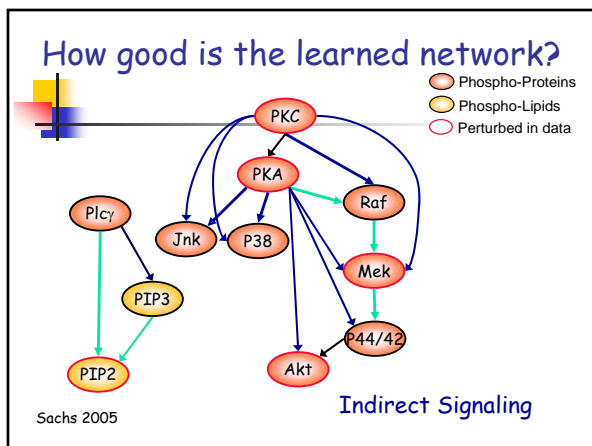 How good is the learned network?
Phospho-Proteins
Phospho-Lipids
Perturbed in data
PKC
PKA
Raf
Plcγ
Jnk
P38
Mek
PIP3
P44/42
Akt
PIP2
Indirect Signaling
Sachs 2005